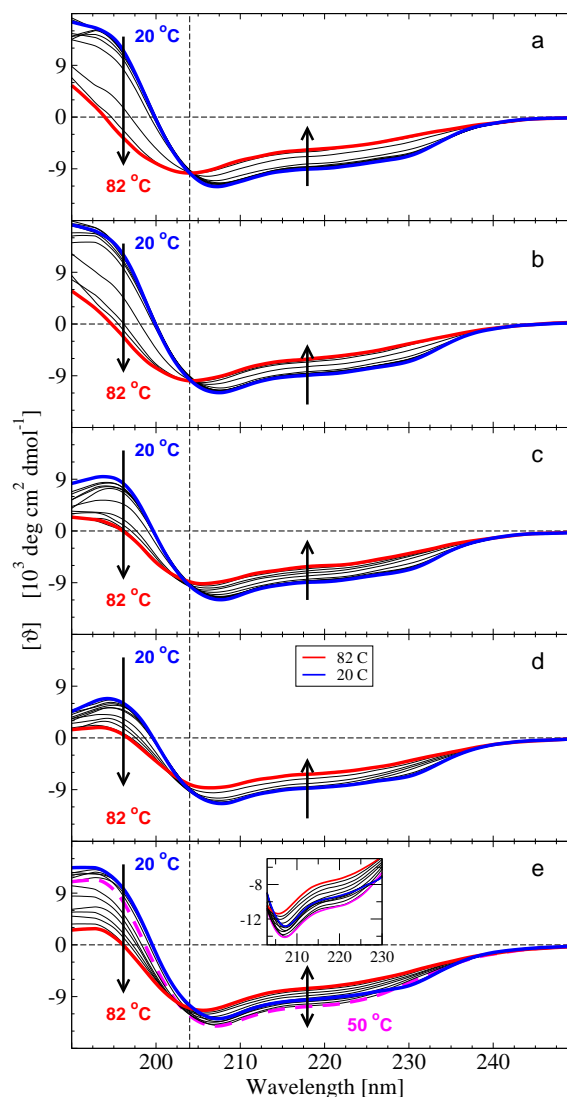 20 °C
a
9
0
-9
82 °C
20 °C
b
9
0
-9
82 °C
20 °C
c
9
0
-9
82 °C
[ϑ] [10³ deg cm² dmol⁻¹]
20 °C
d
82 C
20 C
9
0
-9
82 °C
20 °C
e
-8
-12
210 220 230
9
0
-9
82 °C
50 °C
200 210 220 230 240
Wavelength [nm]